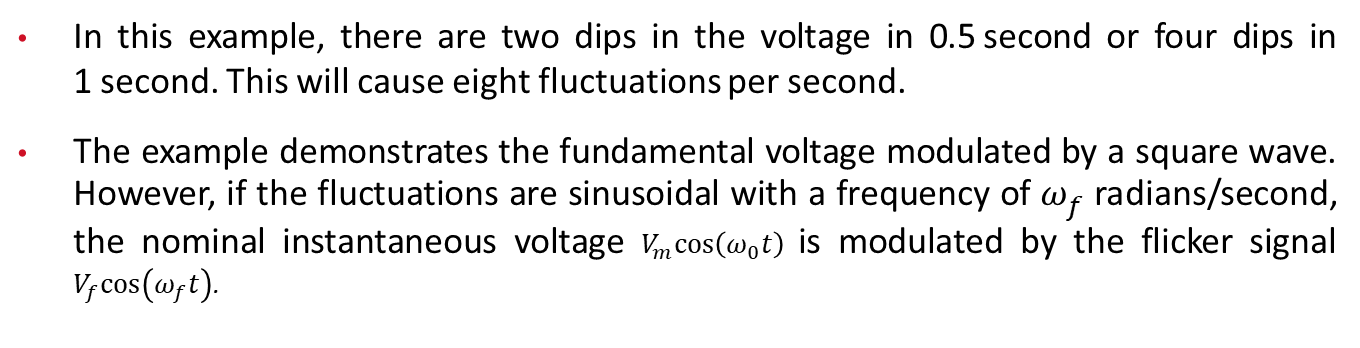 • In this example, there are two dips in the voltage in 0.5 second or four dips in
1 second. This will cause eight fluctuations per second.
• The example demonstrates the fundamental voltage modulated by a square wave.
However, if the fluctuations are sinusoidal with a frequency of ω_f radians/second,
the nominal instantaneous voltage V_m cos(ω_0 t) is modulated by the flicker signal
V_f cos(ω_f t).